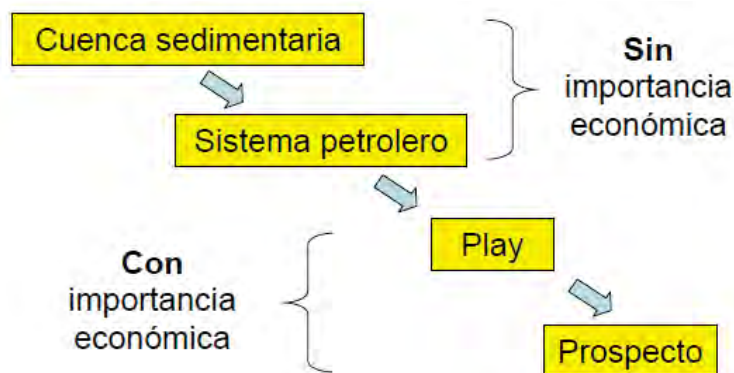 Cuenca sedimentaria
Sin
importancia
económica
Sistema petrolero
Play
Con
importancia
económica
Prospecto